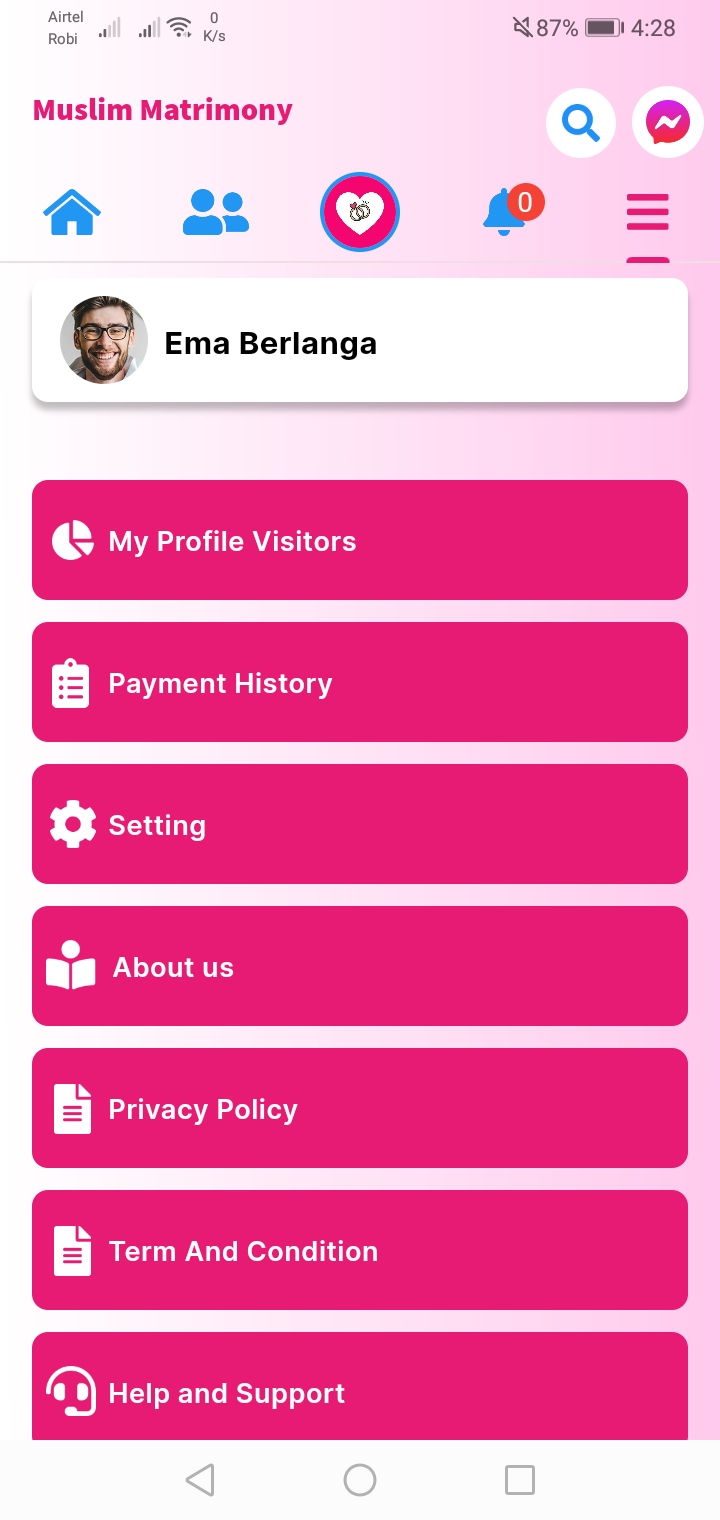 Airtel
Robi
0
K/s
87%
4:28
Muslim Matrimony
0
Ema Berlanga
My Profile Visitors
Payment History
Setting
About us
Privacy Policy
Term And Condition
Help and Support